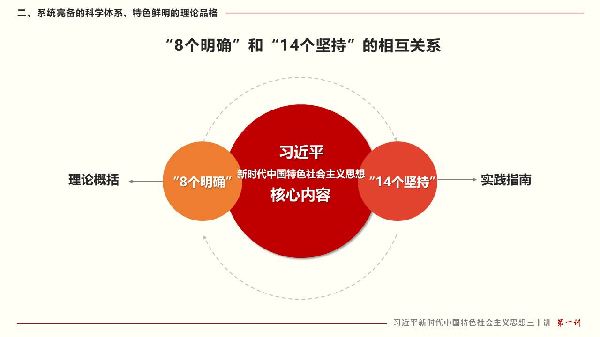 二、系统完备的科学体系、特色鲜明的理论品格
“8个明确”和“14个坚持”的相互关系
习近平
新时代中国特色社会主义思想
核心内容
理论概括
“8个明确”
“14个坚持”
实践指南
习近平新时代中国特色社会主义思想三十讲 第一讲